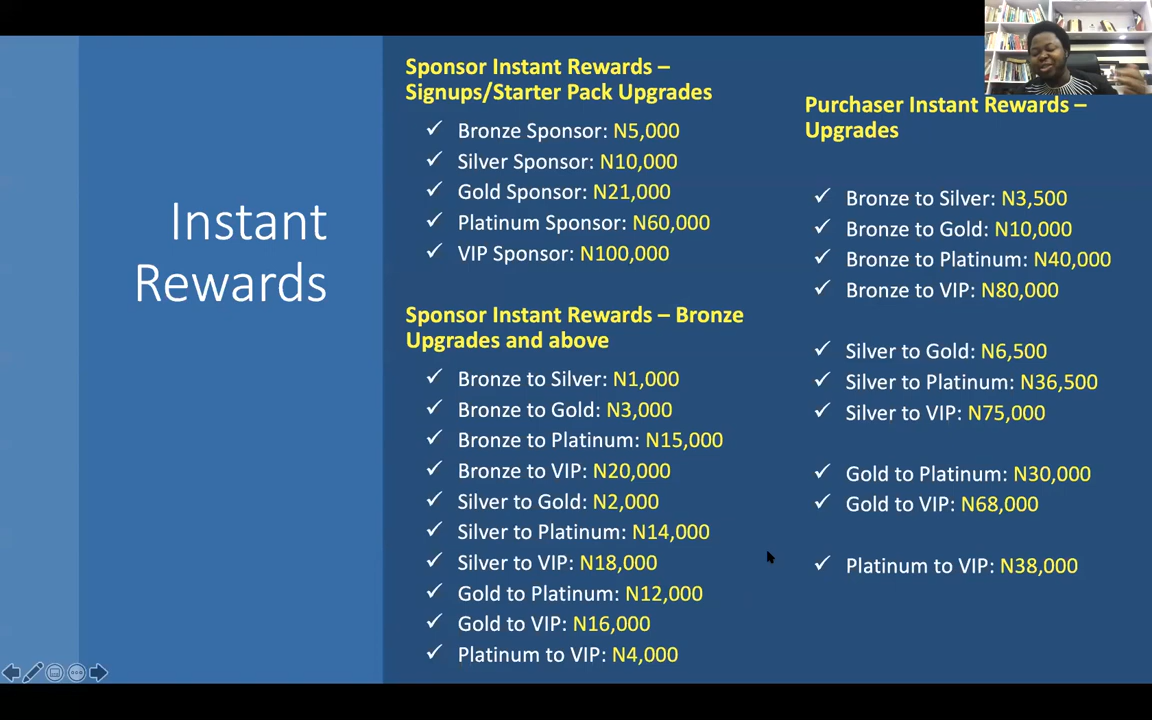 Instant
Rewards
Sponsor Instant Rewards –
Signups/Starter Pack Upgrades
✓ Bronze Sponsor: N5,000
✓ Silver Sponsor: N10,000
✓ Gold Sponsor: N21,000
✓ Platinum Sponsor: N60,000
✓ VIP Sponsor: N100,000
Sponsor Instant Rewards – Bronze
Upgrades and above
✓ Bronze to Silver: N1,000
✓ Bronze to Gold: N3,000
✓ Bronze to Platinum: N15,000
✓ Bronze to VIP: N20,000
✓ Silver to Gold: N2,000
✓ Silver to Platinum: N14,000
✓ Silver to VIP: N18,000
✓ Gold to Platinum: N12,000
✓ Gold to VIP: N16,000
✓ Platinum to VIP: N4,000
Purchaser Instant Rewards –
Upgrades
✓ Bronze to Silver: N3,500
✓ Bronze to Gold: N10,000
✓ Bronze to Platinum: N40,000
✓ Bronze to VIP: N80,000
✓ Silver to Gold: N6,500
✓ Silver to Platinum: N36,500
✓ Silver to VIP: N75,000
✓ Gold to Platinum: N30,000
✓ Gold to VIP: N68,000
✓ Platinum to VIP: N38,000